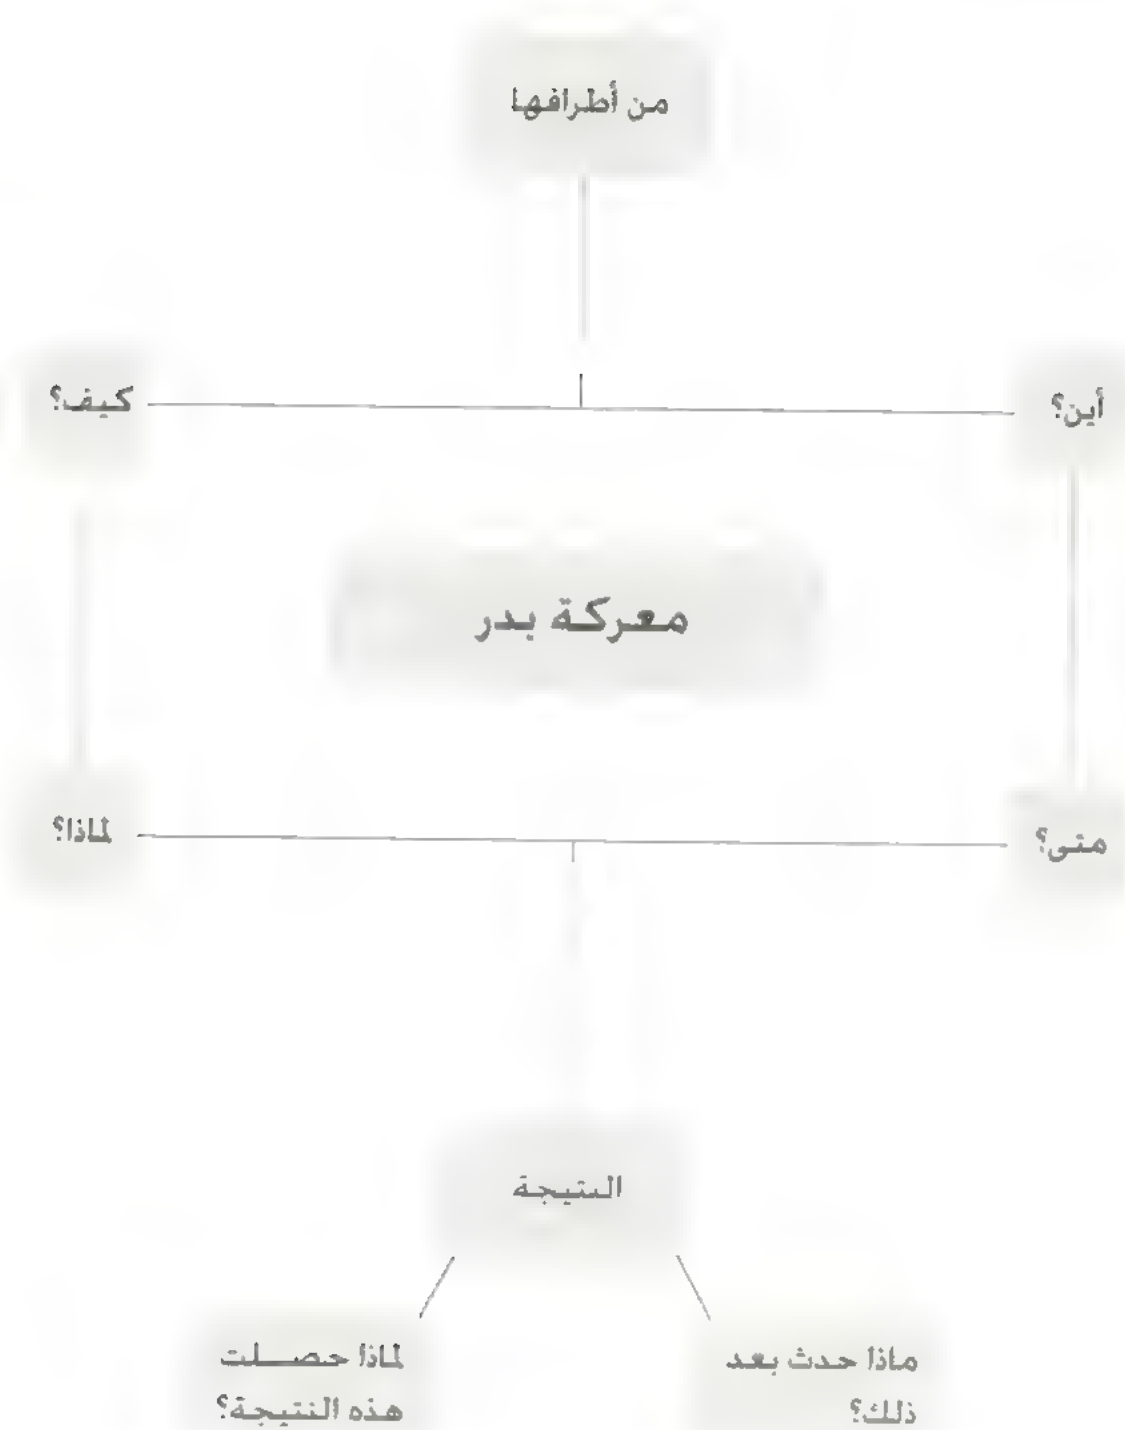 من أطرافها
أين؟
كيف؟
معركة بدر
متى؟
لماذا؟
النتيجة
ماذا حدث بعد
ذلك؟
لماذا حصلت
هذه النتيجة؟